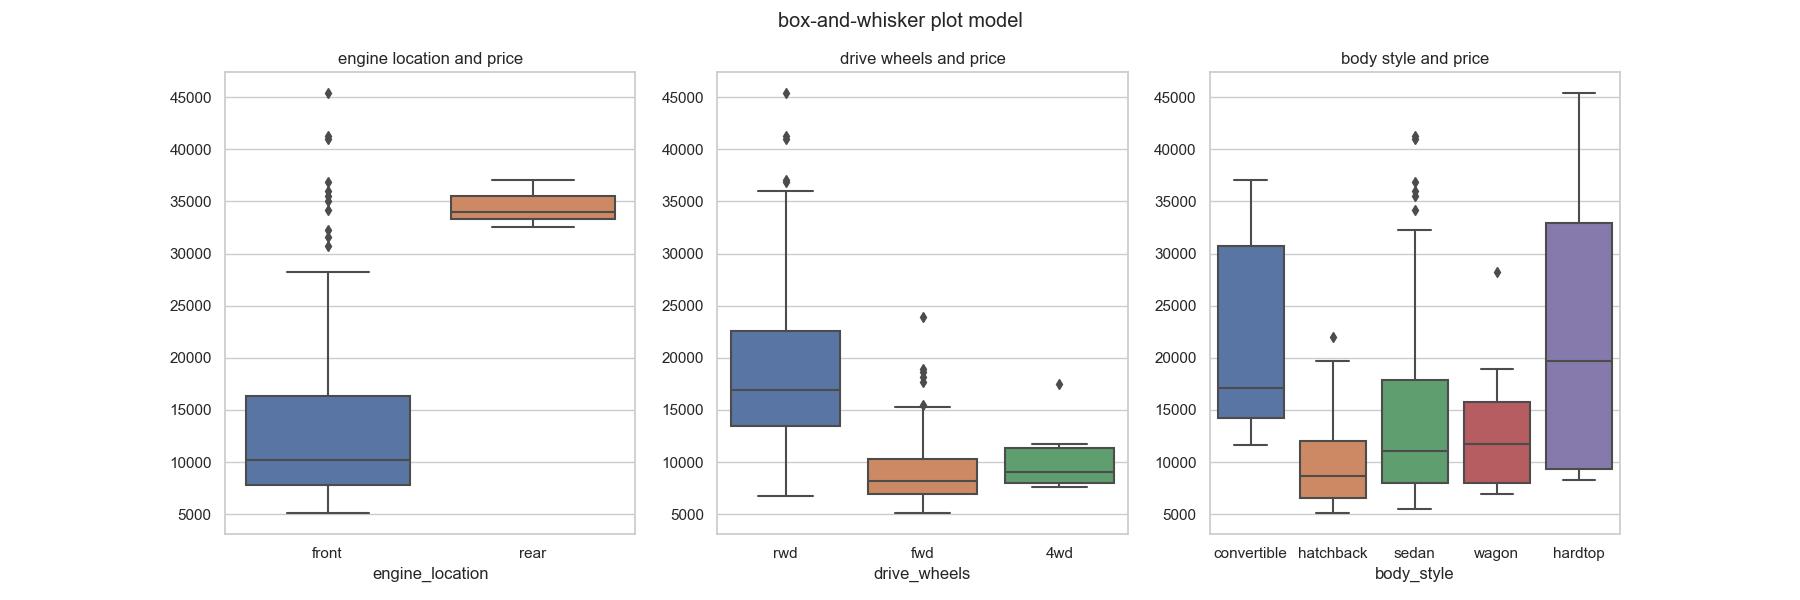 box-and-whisker plot model
engine location and price
45000
40000
35000
30000
25000
20000
15000
10000
5000
front rear
engine_location
drive wheels and price
45000
40000
35000
30000
25000
20000
15000
10000
5000
rwd fwd 4wd
drive_wheels
body style and price
45000
40000
35000
30000
25000
20000
15000
10000
5000
convertible hatchback sedan wagon hardtop
body_style